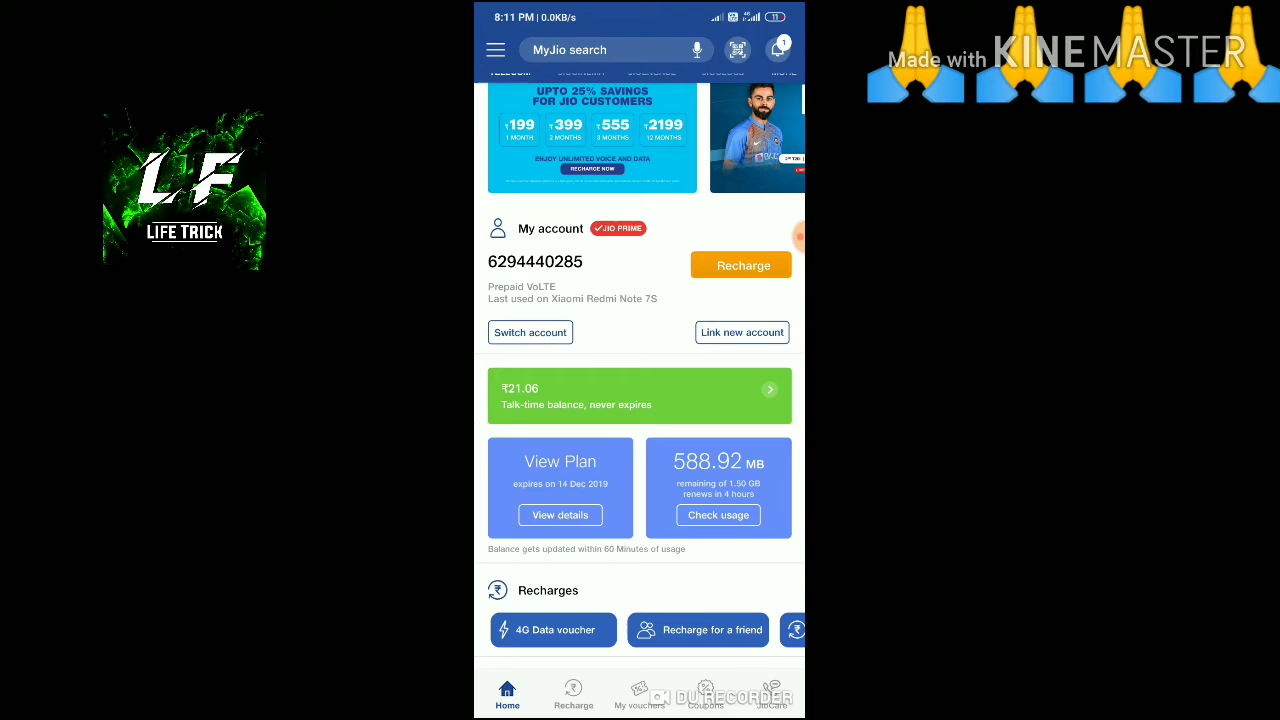 8:11 PM | 0.0KB/s
4G
11
MyJio search
1
Made with KINEMASTER
UPTO 25% SAVINGS
FOR JIO CUSTOMERS
₹199
1 MONTH
₹399
2 MONTHS
₹555
3 MONTHS
₹2199
12 MONTHS
ENJOY UNLIMITED VOICE AND DATA
RECHARGE NOW
LF
LIFE TRICK
My account
JIO PRIME
6294440285
Recharge
Prepaid VoLTE
Last used on Xiaomi Redmi Note 7S
Switch account
Link new account
₹21.06
Talk-time balance, never expires
View Plan
expires on 14 Dec 2019
View details
588.92 MB
remaining of 1.50 GB
renews in 4 hours
Check usage
Balance gets updated within 60 Minutes of usage
Recharges
4G Data voucher
Recharge for a friend
DU RECORDER
Home
Recharge
My vouchers
Coupons
JioCare